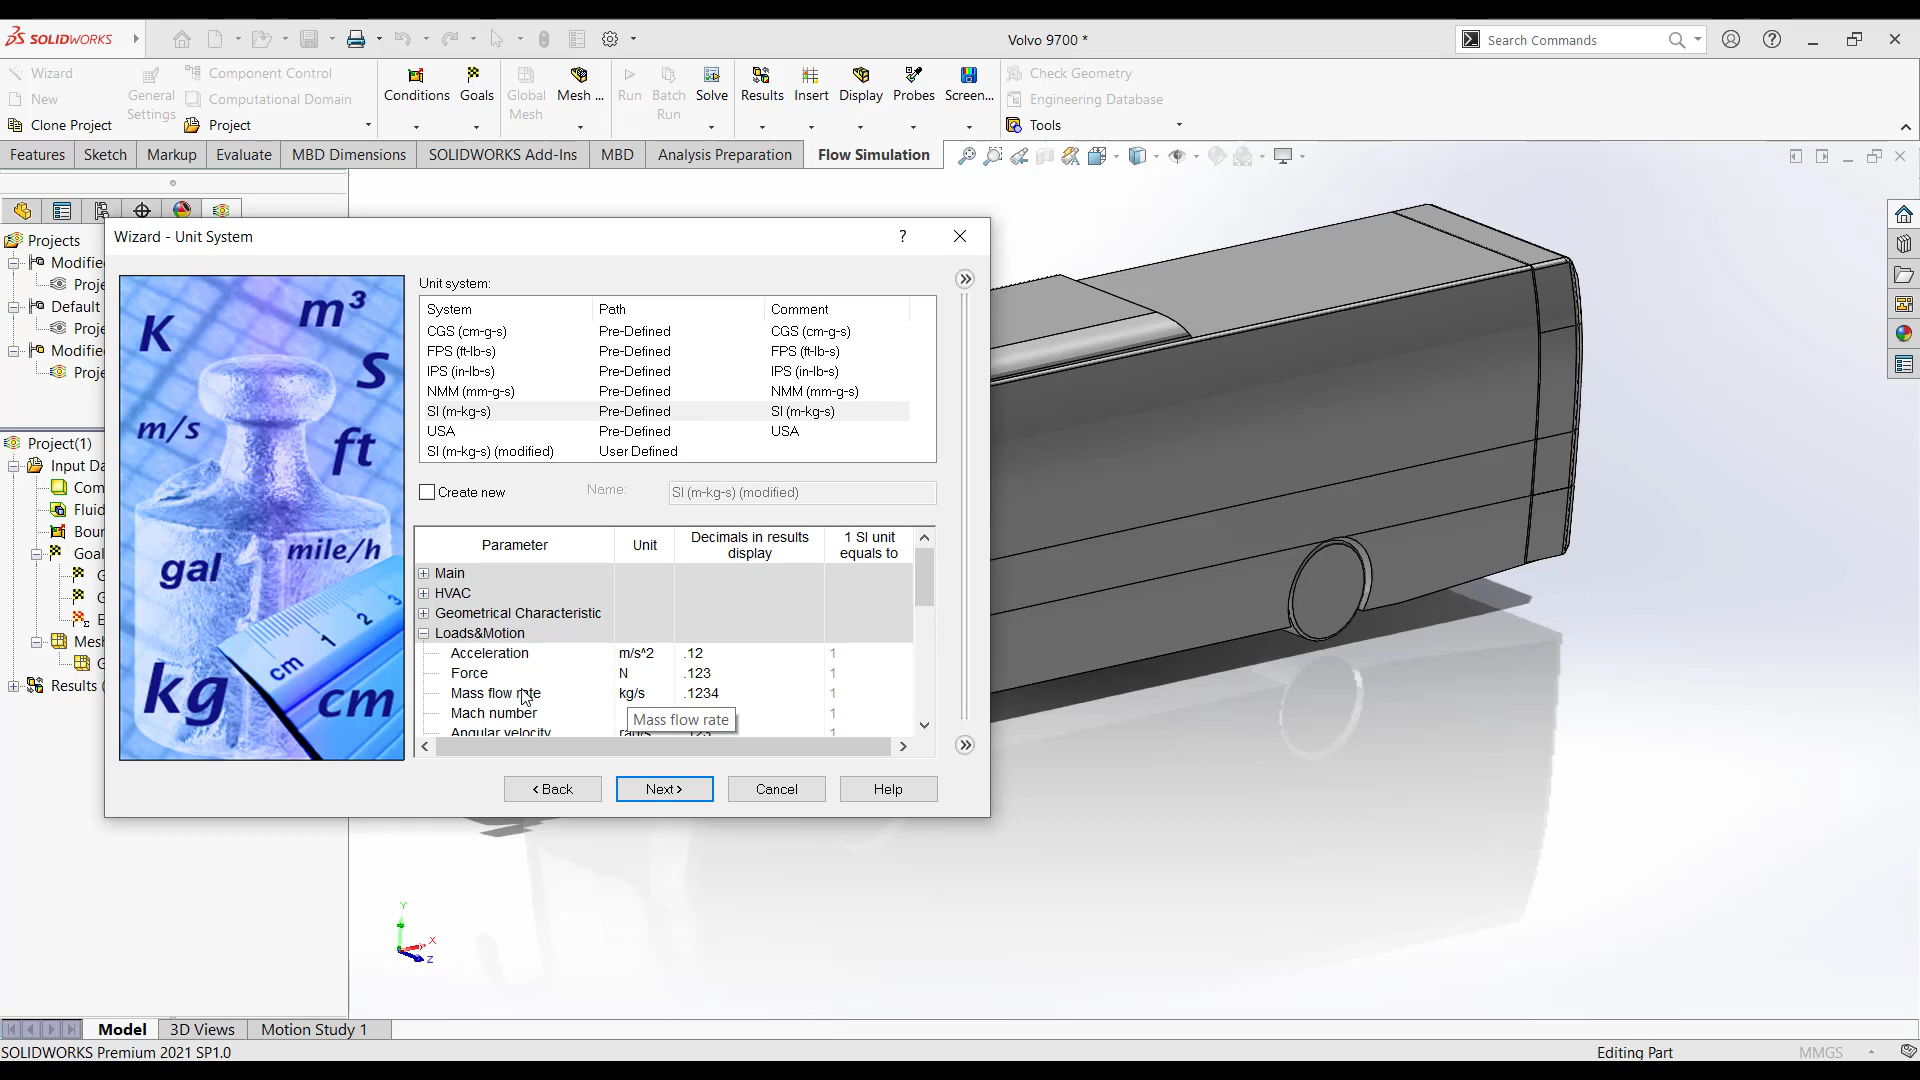 SOLIDWORKS
Volvo 9700 *
Search Commands
Wizard
New
Clone Project
General Settings
Component Control
Computational Domain
Project
Conditions
Goals
Global Mesh
Mesh ...
Run
Batch Run
Solve
Results
Insert
Display
Probes
Screen...
Check Geometry
Engineering Database
Tools
Features
Sketch
Markup
Evaluate
MBD Dimensions
SOLIDWORKS Add-Ins
MBD
Analysis Preparation
Flow Simulation
Projects
Modifie
Proje
Default
Proje
Modifie
Proje
Project(1)
Input Da
Com
Fluid
Bour
Goal
Mesh
Results (
Wizard - Unit System
?
K
m³
s
m/s
ft
gal
mile/h
kg
cm
1
2
3
cm
Unit system:
System Path Comment
CGS (cm-g-s) Pre-Defined CGS (cm-g-s)
FPS (ft-lb-s) Pre-Defined FPS (ft-lb-s)
IPS (in-lb-s) Pre-Defined IPS (in-lb-s)
NMM (mm-g-s) Pre-Defined NMM (mm-g-s)
SI (m-kg-s) Pre-Defined SI (m-kg-s)
USA Pre-Defined USA
SI (m-kg-s) (modified) User Defined
Create new Name: SI (m-kg-s) (modified)
Parameter Unit Decimals in results display 1 SI unit equals to
Main
HVAC
Geometrical Characteristic
Loads&Motion
Acceleration m/s^2 .12 1
Force N .123 1
Mass flow rate kg/s .1234 1
Mach number 1
Mass flow rate
Angular velocity rad/s .123 1
< Back
Next >
Cancel
Help
Y
X
Z
Model
3D Views
Motion Study 1
SOLIDWORKS Premium 2021 SP1.0
Editing Part
MMGS